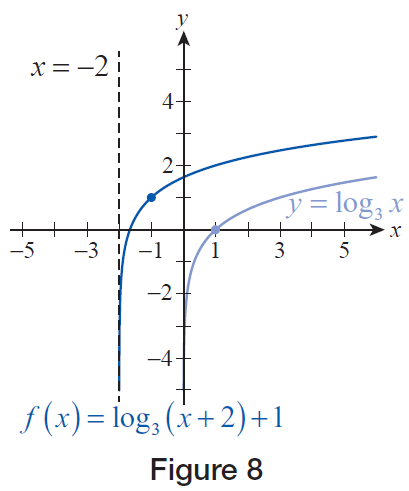 y
x = −2
4
2
y = log₃ x
x
−5 −3 −1 1 3 5
−2
−4
f (x) = log₃ (x + 2) + 1
Figure 8